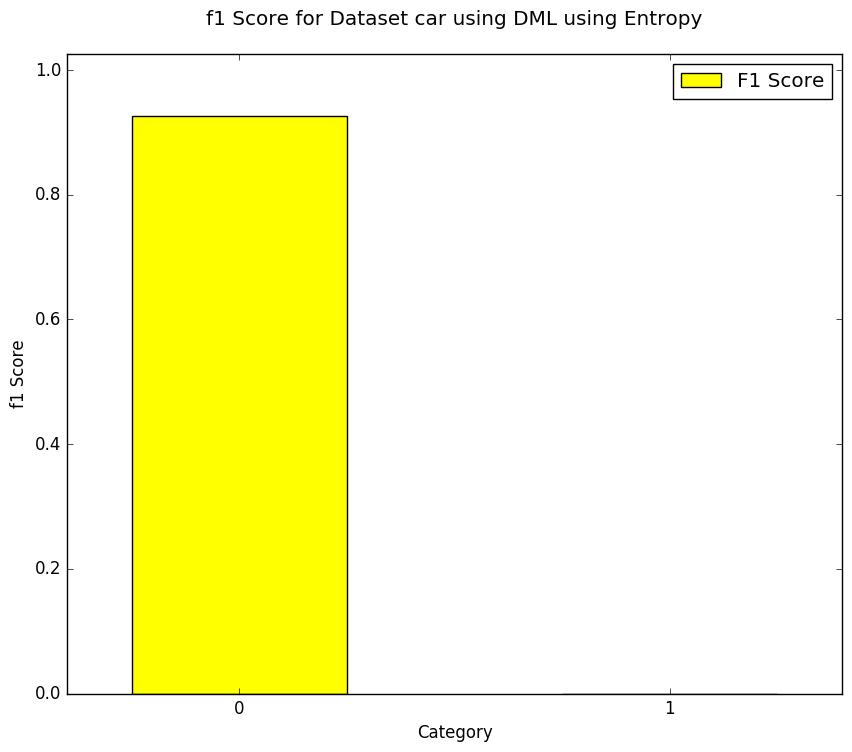 f1 Score for Dataset car using DML using Entropy
F1 Score
1.0
0.8
0.6
0.4
0.2
0.0
f1 Score
0 1
Category